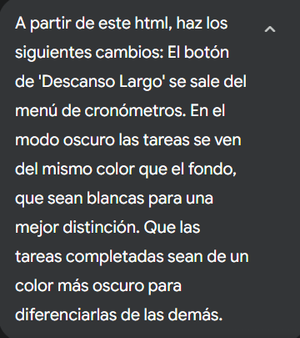 A partir de este html, haz los
siguientes cambios: El botón
de 'Descanso Largo' se sale del
menú de cronómetros. En el
modo oscuro las tareas se ven
del mismo color que el fondo,
que sean blancas para una
mejor distinción. Que las
tareas completadas sean de un
color más oscuro para
diferenciarlas de las demás.